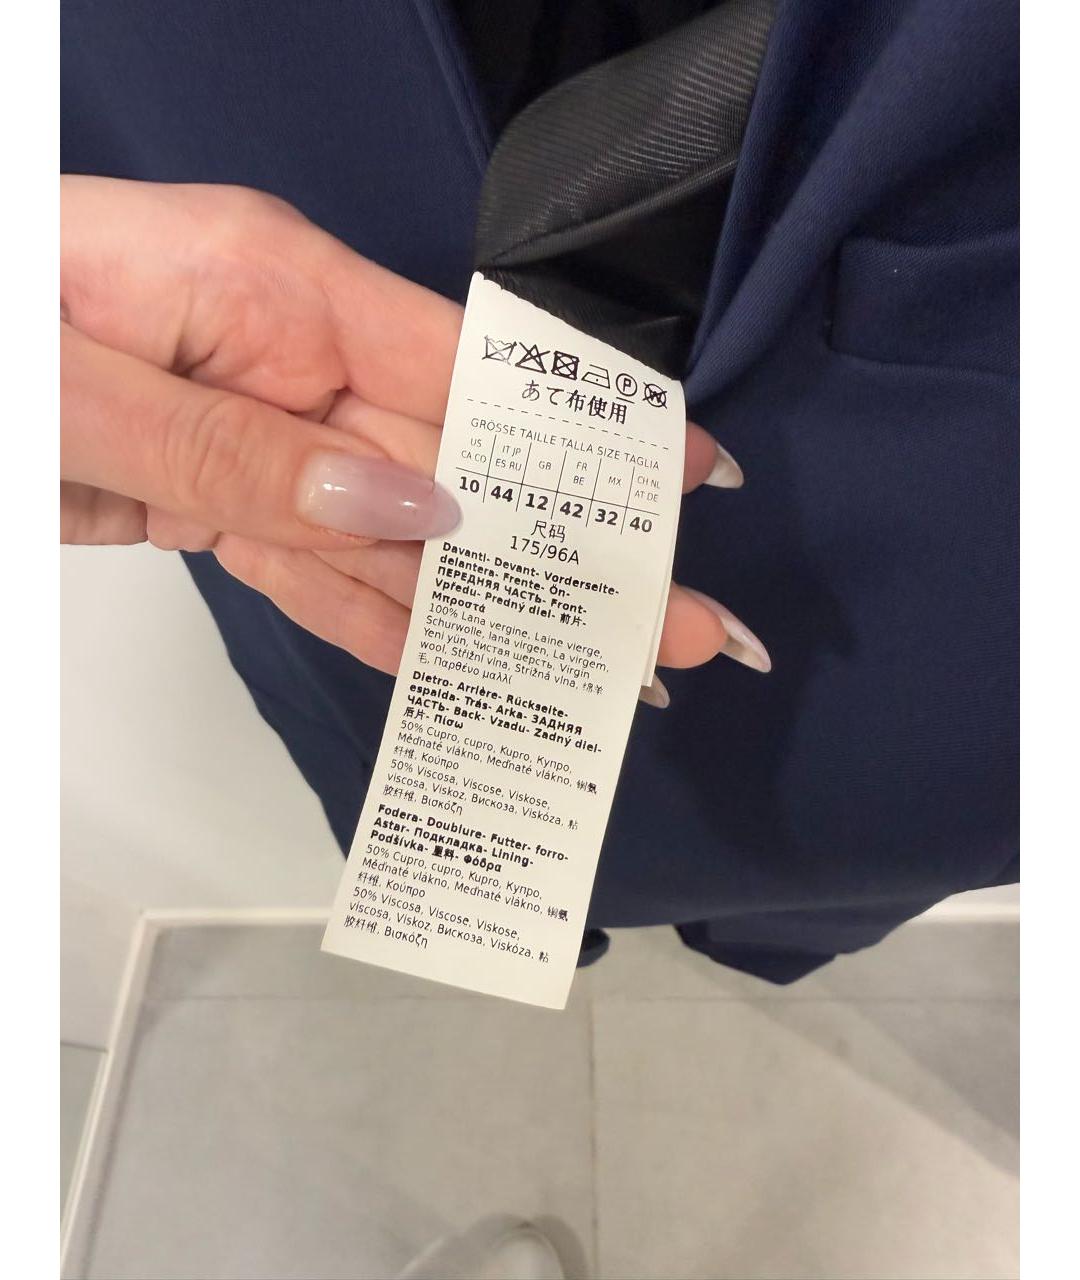 P W
あて布使用
GRÖSSE TAILLE TALLA SIZE TAGLIA
US CA CO | IT JP ES RU | GB | FR BE | MX | CH NL AT DE
10 | 44 | 12 | 42 | 32 | 40
尺码
175/96A
Davanti- Devant- Vorderseite-
delantera- Frente- Ön-
ПЕРЕДНЯЯ ЧАСТЬ- Front-
Vpředu- Predný diel- 前片-
Μπροστά
100% Lana vergine, Laine vierge,
Schurwolle, lana virgen, La virgem,
Yeni yün, Чистая шерсть, Virgin
wool, Střižní vlna, Strižná vlna, 绵羊
毛, Παρθένο μαλλί
Dietro- Arrière- Rückseite-
espalda- Trás- Arka- ЗАДНЯЯ
ЧАСТЬ- Back- Vzadu- Zadný diel-
后片- Πίσω
50% Cupro, cupro, Kupro, Купро,
Měďnaté vlákno, Meďnaté vlákno, 铜氨
纤维, Κούπρο
50% Viscosa, Viscose, Viskose,
viscosa, Viskoz, Вискоза, Viskóza, 粘
胶纤维, Βισκόζη
Fodera- Doublure- Futter- forro-
Astar- Подкладка- Lining-
Podšívka- 里料- Φόδρα
50% Cupro, cupro, Kupro, Купро,
Měďnaté vlákno, Meďnaté vlákno, 铜氨
纤维, Κούπρο
50% Viscosa, Viscose, Viskose,
viscosa, Viskoz, Вискоза, Viskóza, 粘
胶纤维, Βισκόζη